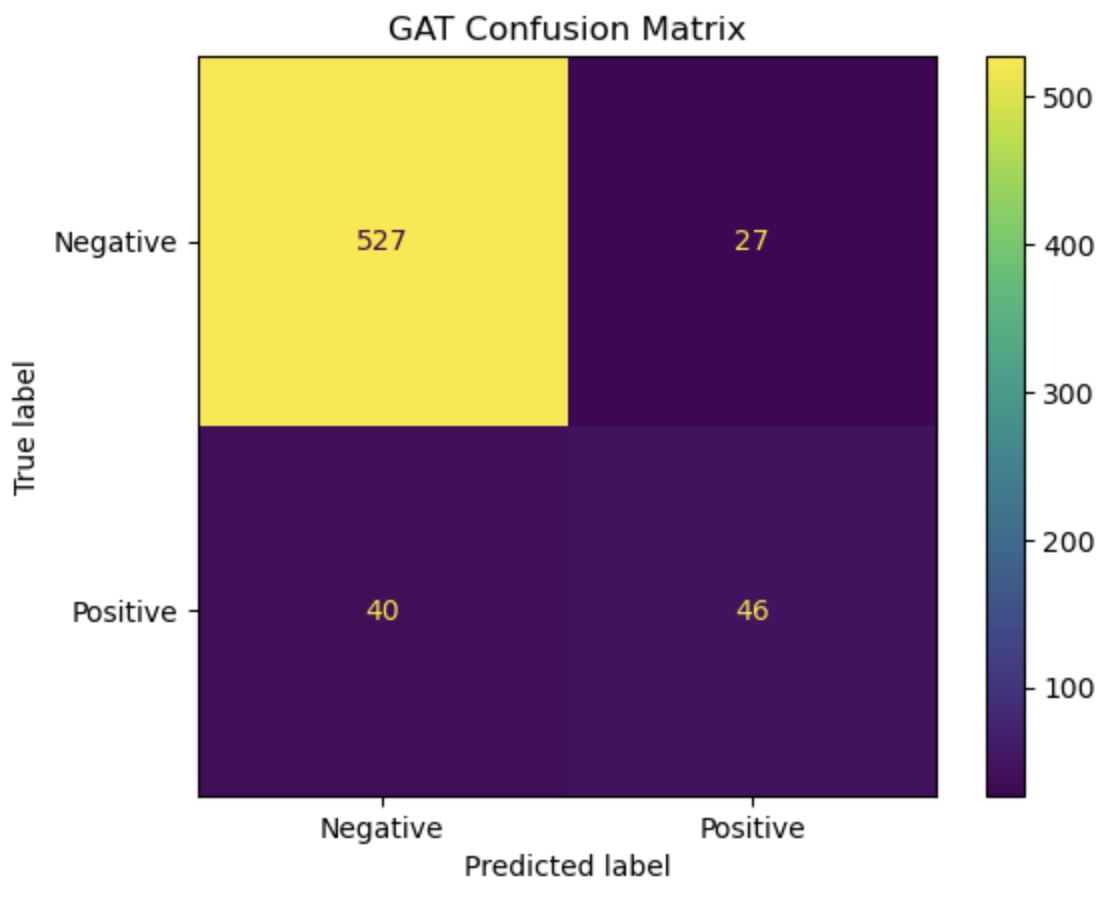 GAT Confusion Matrix
True label
Negative
Positive
527
27
40
46
Negative
Positive
Predicted label
500
400
300
200
100